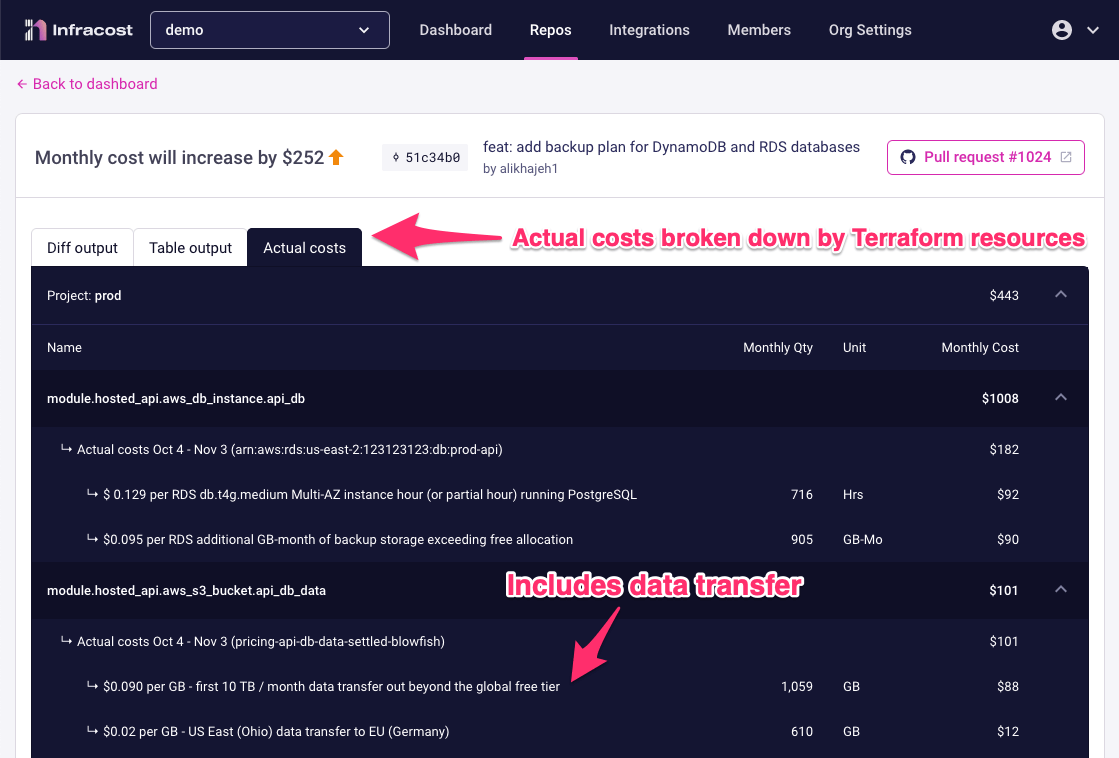 Infracost
demo
Dashboard
Repos
Integrations
Members
Org Settings
← Back to dashboard
Monthly cost will increase by $252
51c34b0
feat: add backup plan for DynamoDB and RDS databases
by alikhajeh1
Pull request #1024
Diff output
Table output
Actual costs
Actual costs broken down by Terraform resources
Project: prod $443
Name Monthly Qty Unit Monthly Cost
module.hosted_api.aws_db_instance.api_db $1008
↳ Actual costs Oct 4 - Nov 3 (arn:aws:rds:us-east-2:123123123:db:prod-api) $182
↳ $ 0.129 per RDS db.t4g.medium Multi-AZ instance hour (or partial hour) running PostgreSQL 716 Hrs $92
↳ $0.095 per RDS additional GB-month of backup storage exceeding free allocation 905 GB-Mo $90
Includes data transfer
module.hosted_api.aws_s3_bucket.api_db_data $101
↳ Actual costs Oct 4 - Nov 3 (pricing-api-db-data-settled-blowfish) $101
↳ $0.090 per GB - first 10 TB / month data transfer out beyond the global free tier 1,059 GB $88
↳ $0.02 per GB - US East (Ohio) data transfer to EU (Germany) 610 GB $12